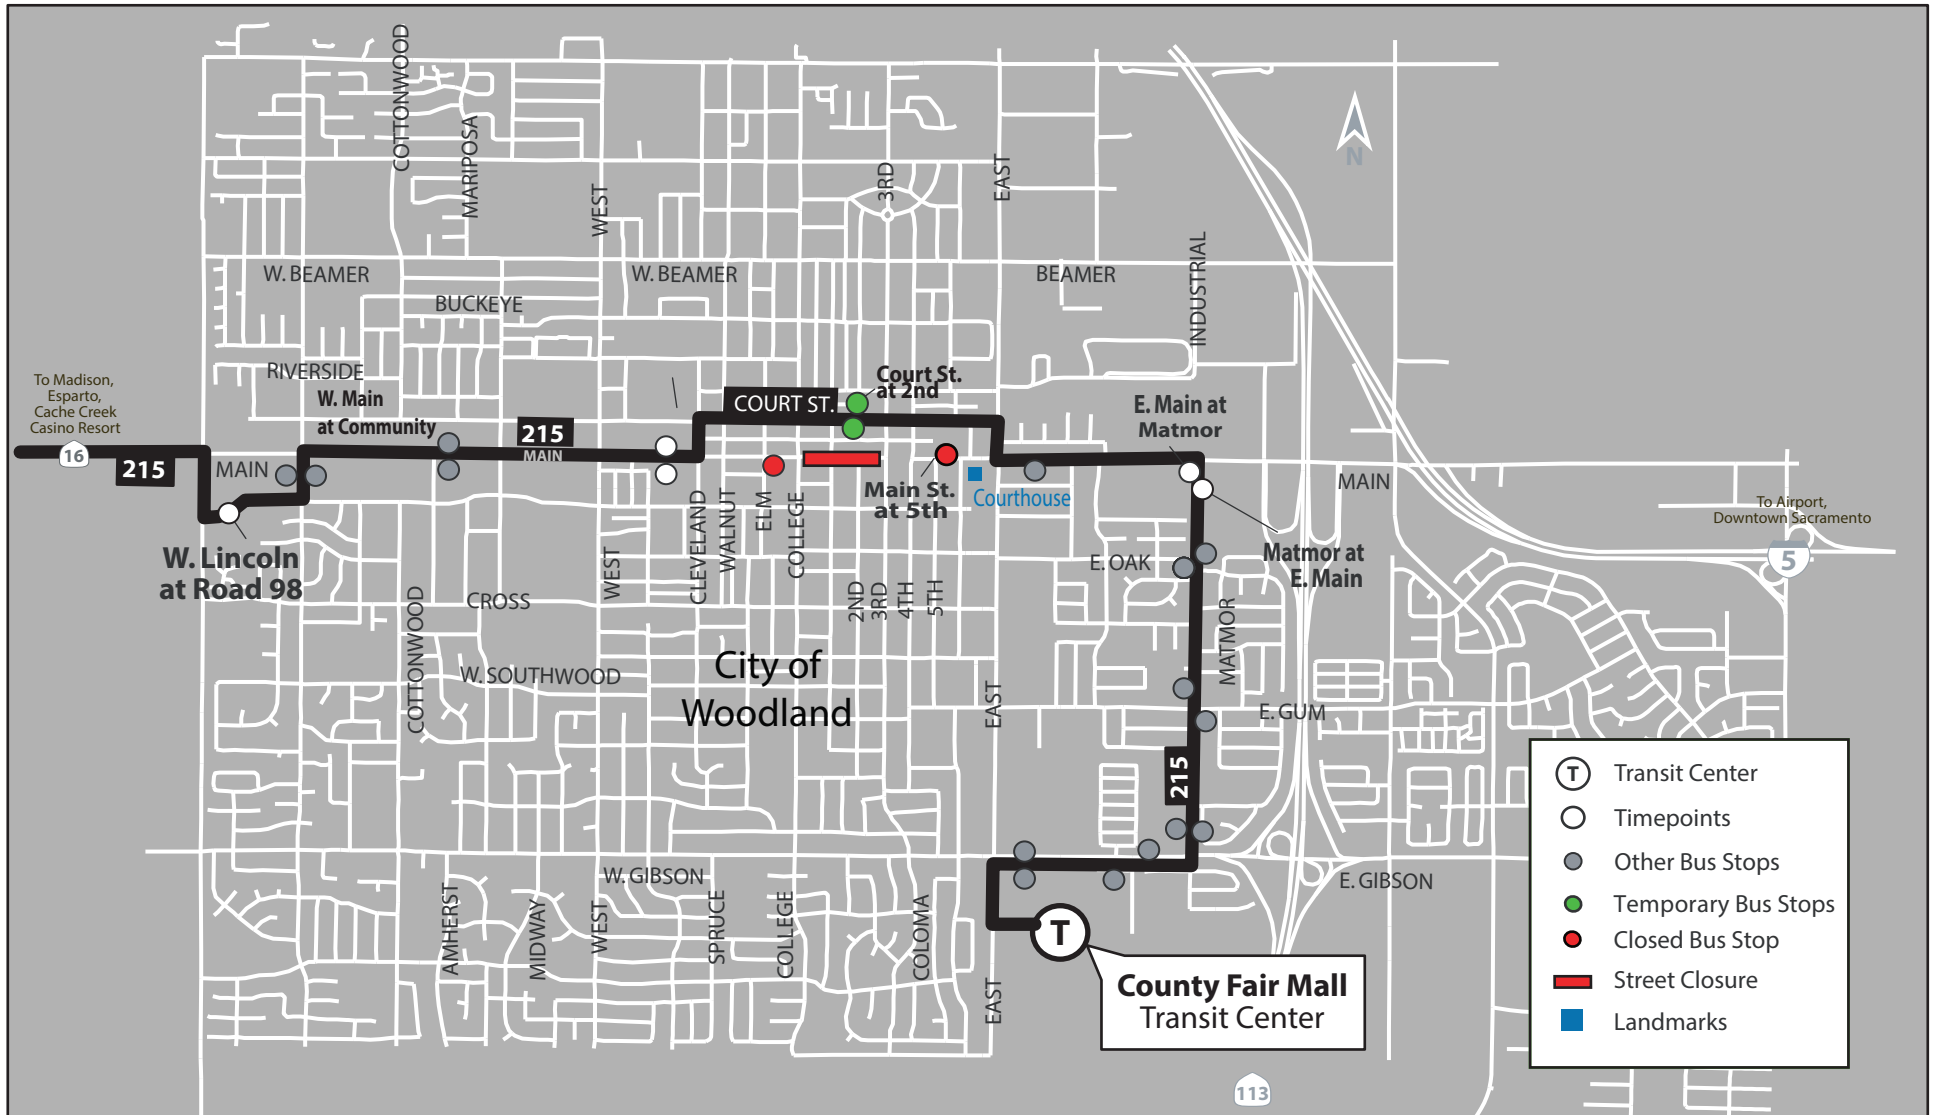 COTTONWOOD
MARIPOSA
WEST
3RD
EAST
N
INDUSTRIAL
W. BEAMER
W. BEAMER
BEAMER
BUCKEYE
RIVERSIDE
To Madison,
Esparto,
Cache Creek
Casino Resort
16
215
MAIN
W. Main
at Community
215
MAIN
COURT ST.
Court St.
at 2nd
E. Main at
Matmor
Main St.
at 5th
Courthouse
MAIN
To Airport,
Downtown Sacramento
5
W. Lincoln
at Road 98
WEST
CLEVELAND
WALNUT
ELM
COLLEGE
2ND
3RD
4TH
5TH
E. OAK
Matmor at
E. Main
CROSS
COTTONWOOD
W. SOUTHWOOD
City of
Woodland
EAST
MATMOR
E. GUM
215
W. GIBSON
E. GIBSON
AMHERST
MIDWAY
WEST
SPRUCE
COLLEGE
COLOMA
EAST
T
County Fair Mall
Transit Center
113
T Transit Center
Timepoints
Other Bus Stops
Temporary Bus Stops
Closed Bus Stop
Street Closure
Landmarks